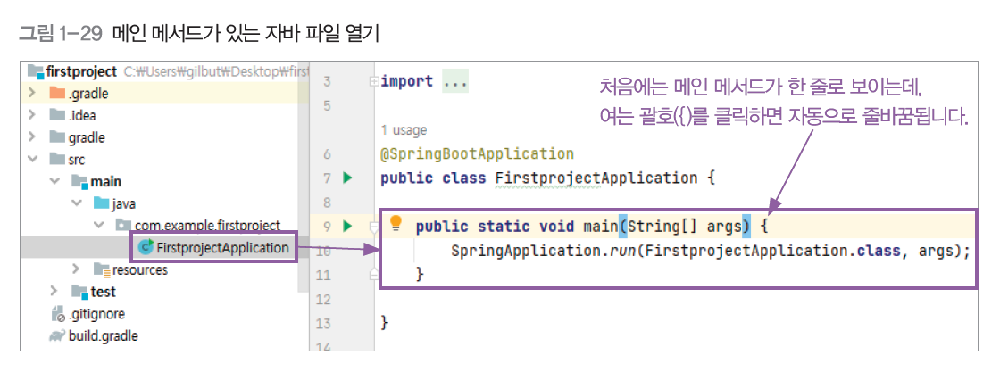 그림 1-29 메인 메서드가 있는 자바 파일 열기
firstproject C:₩Users₩gilbut₩Desktop₩first
.gradle
.idea
gradle
src
main
java
com.example.firstproject
FirstprojectApplication
resources
test
.gitignore
build.gradle
3 import ...
5
1 usage
6 @SpringBootApplication
7 public class FirstprojectApplication {
8
9 public static void main(String[] args) {
10 SpringApplication.run(FirstprojectApplication.class, args);
11 }
12
13 }
14
처음에는 메인 메서드가 한 줄로 보이는데,
여는 괄호({)를 클릭하면 자동으로 줄바꿈됩니다.